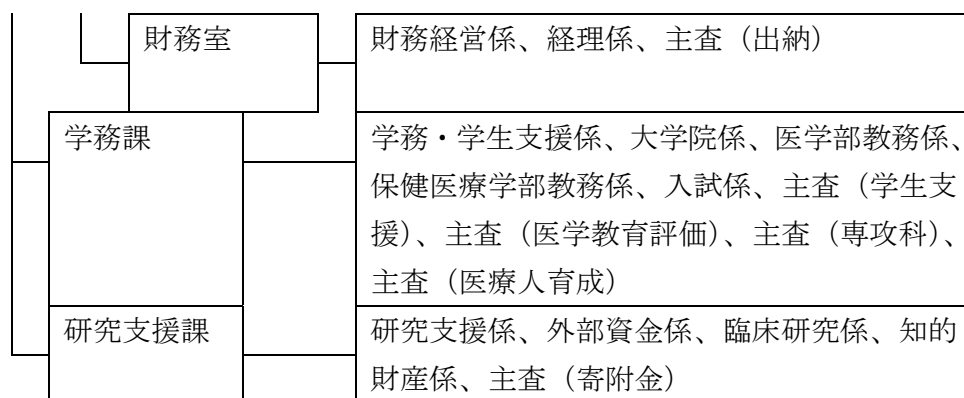 財務室
財務経営係、経理係、主査（出納）
学務課
学務・学生支援係、大学院係、医学部教務係、
保健医療学部教務係、入試係、主査（学生支
援）、主査（医学教育評価）、主査（専攻科）、
主査（医療人育成）
研究支援課
研究支援係、外部資金係、臨床研究係、知的
財産係、主査（寄附金）